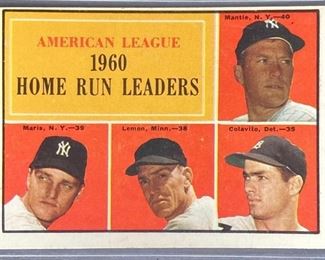 Mantle, N. Y.—40
AMERICAN LEAGUE
1960
HOME RUN LEADERS
Maris, N. Y.—39
Lemon, Minn.—38
Colavito, Det.—35